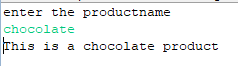 enter the productname
chocolate
This is a chocolate product